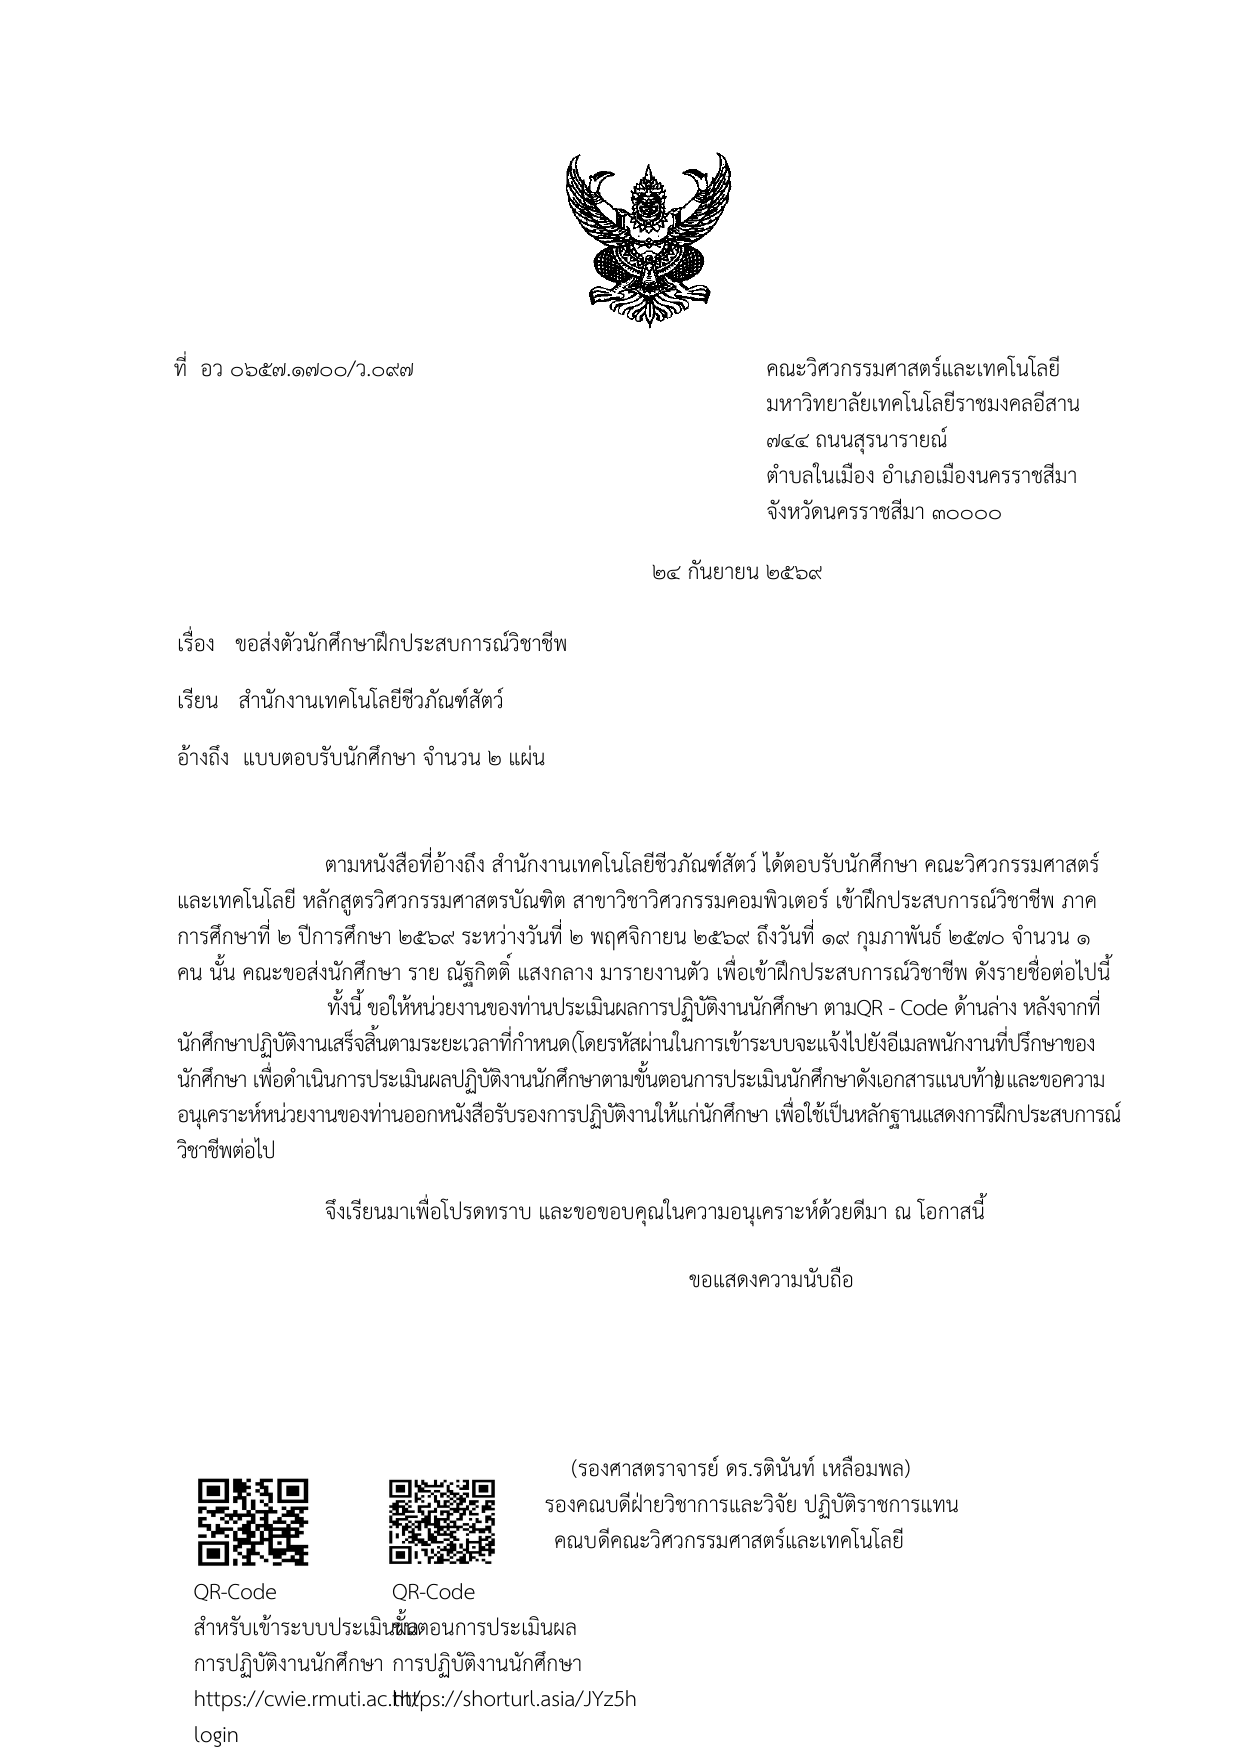 ที่ อว ๐๖๕๗.๑๗๐๐/ว.๐๙๗
คณะวิศวกรรมศาสตร์และเทคโนโลยี
มหาวิทยาลัยเทคโนโลยีราชมงคลอีสาน
๗๔๔ ถนนสุรนารายณ์
ตำบลในเมือง อำเภอเมืองนครราชสีมา
จังหวัดนครราชสีมา ๓๐๐๐๐
๒๔ กันยายน ๒๕๖๙
เรื่อง ขอส่งตัวนักศึกษาฝึกประสบการณ์วิชาชีพ
เรียน สำนักงานเทคโนโลยีชีวภัณฑ์สัตว์
อ้างถึง แบบตอบรับนักศึกษา จำนวน ๒ แผ่น
ตามหนังสือที่อ้างถึง สำนักงานเทคโนโลยีชีวภัณฑ์สัตว์ ได้ตอบรับนักศึกษา คณะวิศวกรรมศาสตร์
และเทคโนโลยี หลักสูตรวิศวกรรมศาสตรบัณฑิต สาขาวิชาวิศวกรรมคอมพิวเตอร์ เข้าฝึกประสบการณ์วิชาชีพ ภาค
การศึกษาที่ ๒ ปีการศึกษา ๒๕๖๙ ระหว่างวันที่ ๒ พฤศจิกายน ๒๕๖๙ ถึงวันที่ ๑๙ กุมภาพันธ์ ๒๕๗๐ จำนวน ๑
คน นั้น คณะขอส่งนักศึกษา ราย ณัฐกิตติ์ แสงกลาง มารายงานตัว เพื่อเข้าฝึกประสบการณ์วิชาชีพ ดังรายชื่อต่อไปนี้
ทั้งนี้ ขอให้หน่วยงานของท่านประเมินผลการปฏิบัติงานนักศึกษา ตามQR - Code ด้านล่าง หลังจากที่
นักศึกษาปฏิบัติงานเสร็จสิ้นตามระยะเวลาที่กำหนด(โดยรหัสผ่านในการเข้าระบบจะแจ้งไปยังอีเมลพนักงานที่ปรึกษาของ
นักศึกษา เพื่อดำเนินการประเมินผลปฏิบัติงานนักศึกษาตามขั้นตอนการประเมินนักศึกษาดังเอกสารแนบท้าย)และขอความ
อนุเคราะห์หน่วยงานของท่านออกหนังสือรับรองการปฏิบัติงานให้แก่นักศึกษา เพื่อใช้เป็นหลักฐานแสดงการฝึกประสบการณ์
วิชาชีพต่อไป
จึงเรียนมาเพื่อโปรดทราบ และขอขอบคุณในความอนุเคราะห์ด้วยดีมา ณ โอกาสนี้
ขอแสดงความนับถือ
(รองศาสตราจารย์ ดร.รตินันท์ เหลือมพล)
รองคณบดีฝ่ายวิชาการและวิจัย ปฏิบัติราชการแทน
คณบดีคณะวิศวกรรมศาสตร์และเทคโนโลยี
QR-Code
สำหรับเข้าระบบประเมินผล
การปฏิบัติงานนักศึกษา
https://cwie.rmuti.ac.th/
login
QR-Code
ขั้นตอนการประเมินผล
การปฏิบัติงานนักศึกษา
https://shorturl.asia/JYz5h